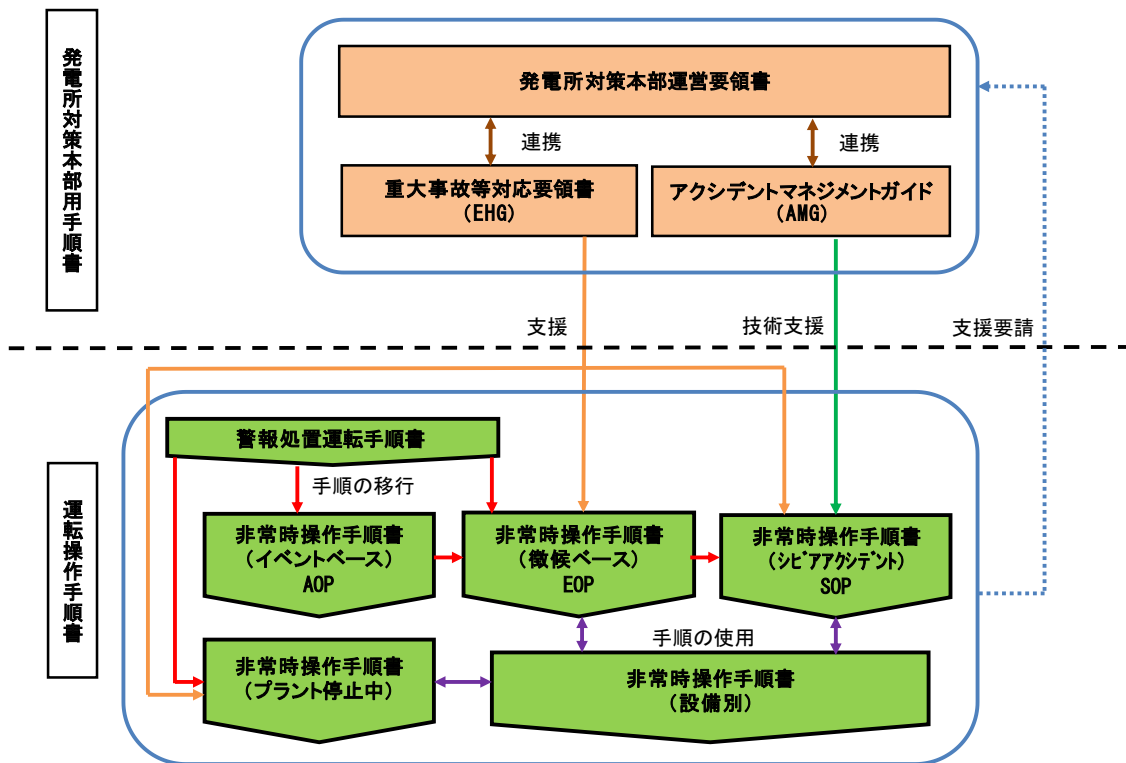 発電所対策本部用手順書
発電所対策本部運営要領書
連携
連携
重大事故等対応要領書
(EHG)
アクシデントマネジメントガイド
(AMG)
支援
技術支援
支援要請
運転操作手順書
警報処置運転手順書
手順の移行
非常時操作手順書
(イベントベース)
AOP
非常時操作手順書
(徴候ベース)
EOP
非常時操作手順書
(ｼﾋﾞｱｱｸｼﾃﾞﾝﾄ)
SOP
手順の使用
非常時操作手順書
(プラント停止中)
非常時操作手順書
(設備別)